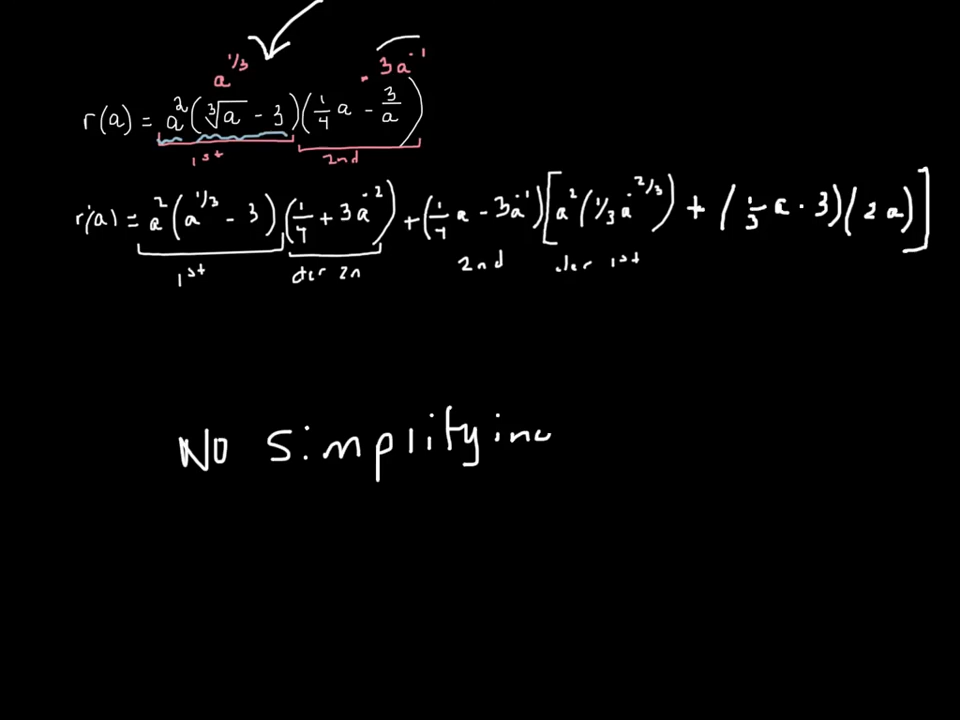 a^{1/3} · 3a^{-1}
r(a) = a^2(∛a - 3)(1/4 a - 3/a)
1st 2nd
r'(a) = a^2(a^{1/3} - 3)(1/4 + 3a^{-2}) + (1/4 a - 3a^{-1})[a^2(1/3 a^{-2/3}) + (1/3 a · 3)(2a)]
1st der 2n 2nd der 1st
No simplifyinc